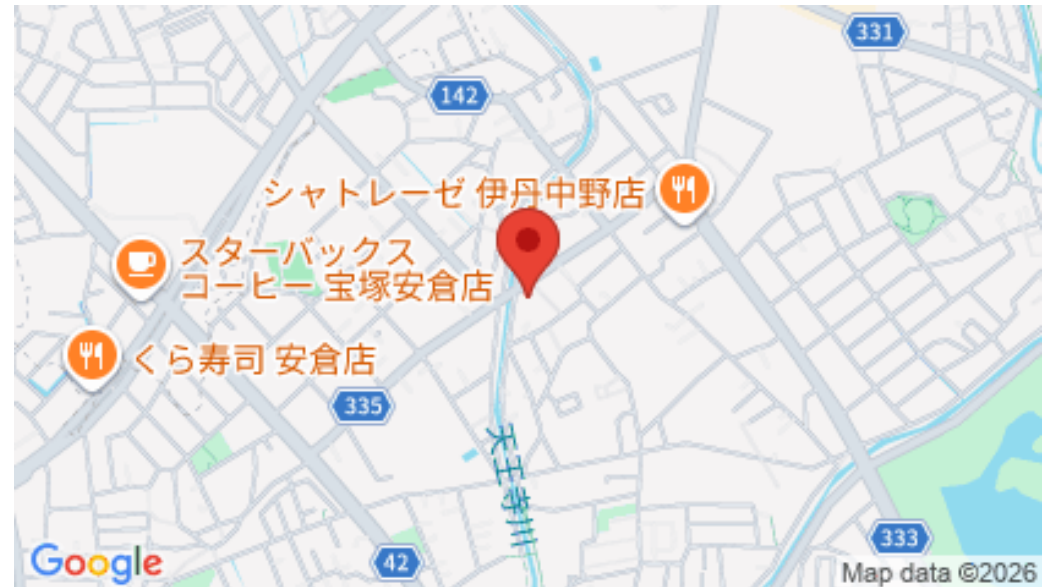 331
142
シャトレーゼ 伊丹中野店
スターバックス
コーヒー 宝塚安倉店
くら寿司 安倉店
335
天王寺川
42
333
Google
Map data ©2026